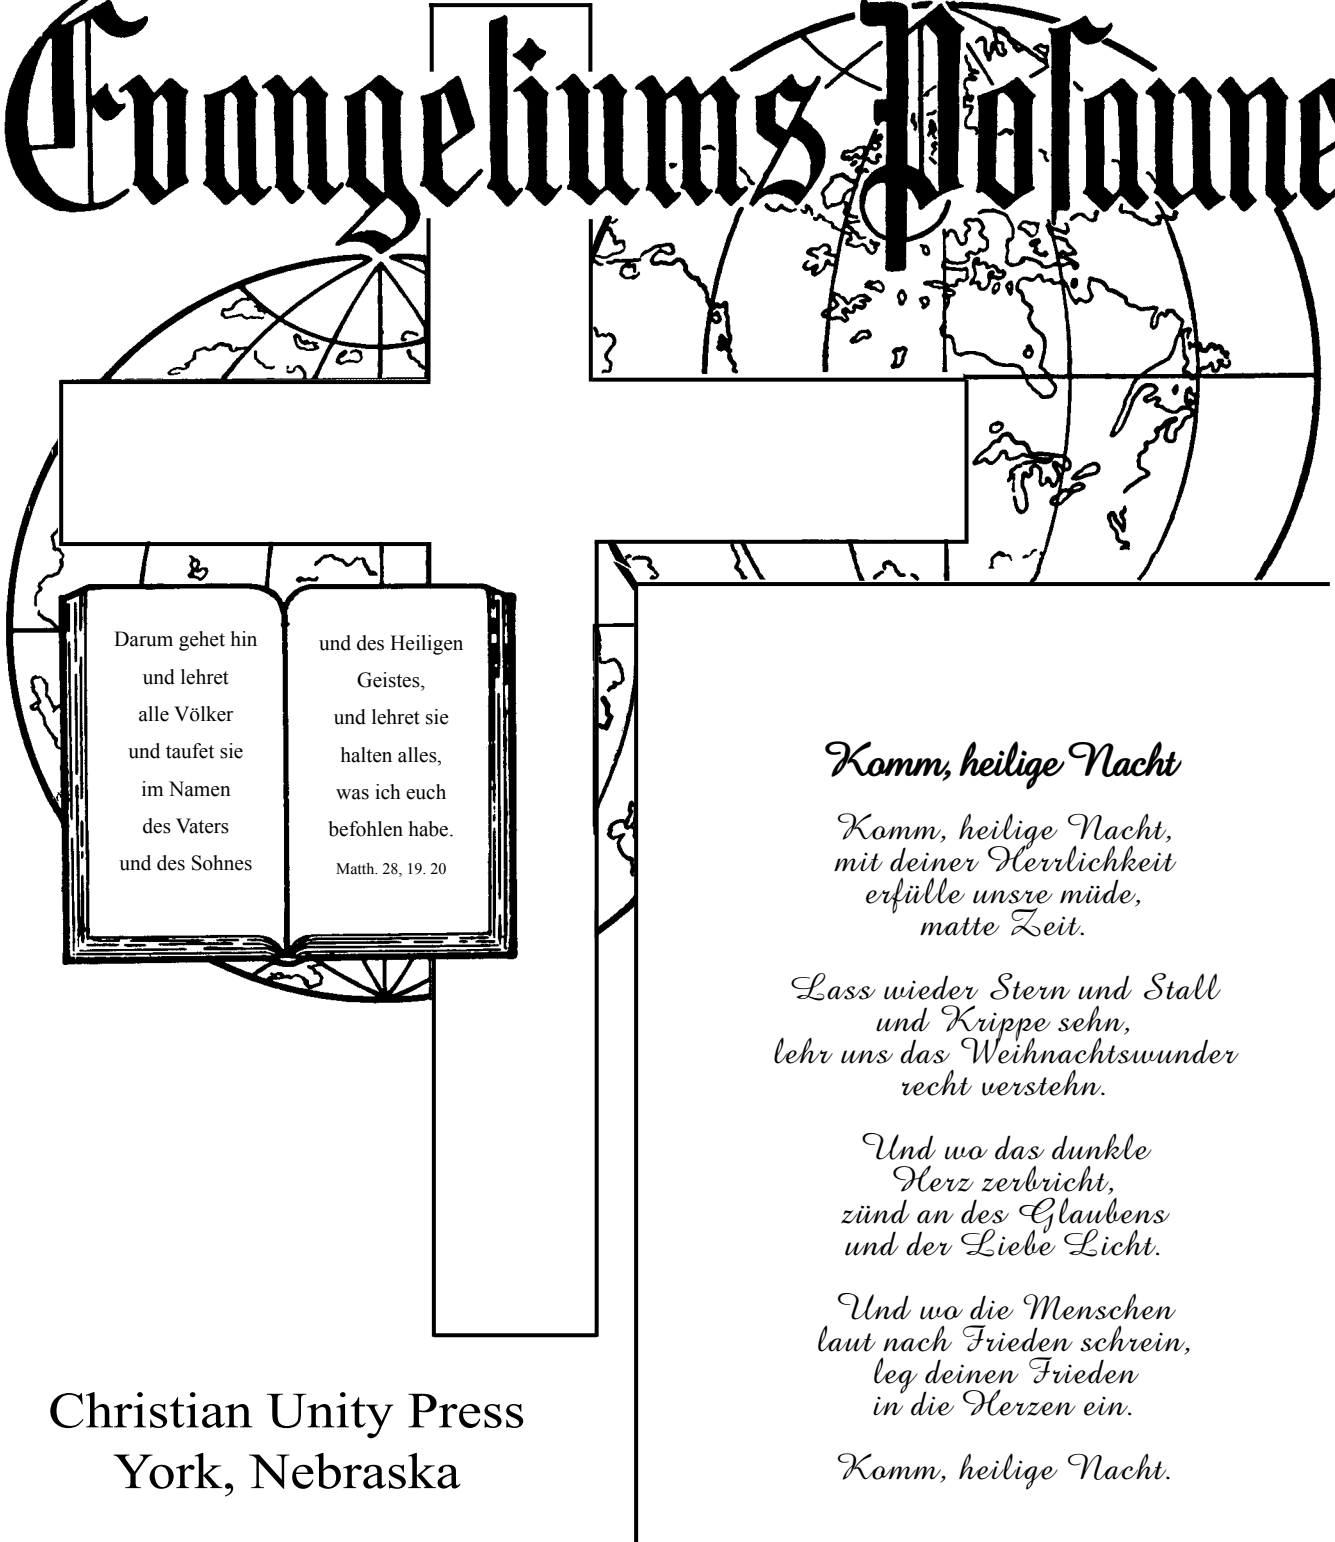 Evangeliums Posaune
Darum gehet hin
und lehret
alle Völker
und taufet sie
im Namen
des Vaters
und des Sohnes
und des Heiligen
Geistes,
und lehret sie
halten alles,
was ich euch
befohlen habe.
Matth. 28, 19. 20
Komm, heilige Nacht
Komm, heilige Nacht,
mit deiner Herrlichkeit
erfülle unsre müde,
matte Zeit.
Lass wieder Stern und Stall
und Krippe sehn,
lehr uns das Weihnachtswunder
recht verstehn.
Und wo das dunkle
Herz zerbricht,
zünd an des Glaubens
und der Liebe Licht.
Und wo die Menschen
laut nach Frieden schrein,
leg deinen Frieden
in die Herzen ein.
Komm, heilige Nacht.
Christian Unity Press
York, Nebraska